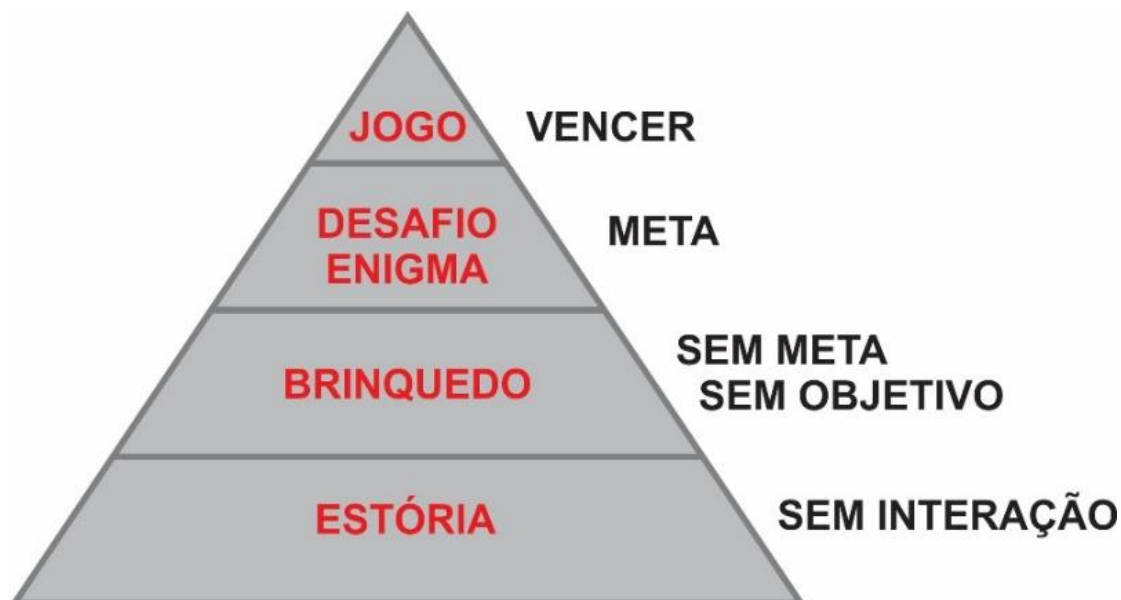 JOGO VENCER
DESAFIO
ENIGMA
META
BRINQUEDO
SEM META
SEM OBJETIVO
ESTÓRIA
SEM INTERAÇÃO